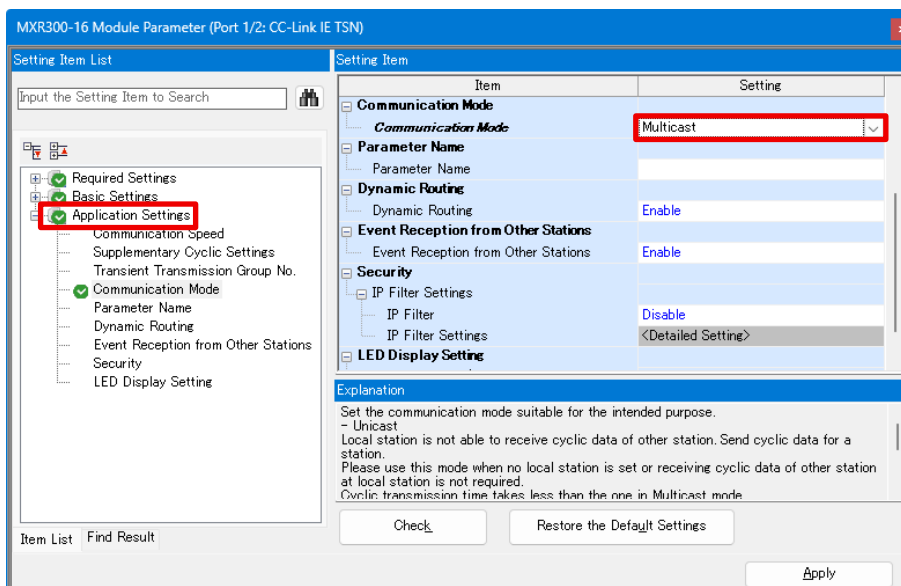 MXR300-16 Module Parameter (Port 1/2: CC-Link IE TSN)
Setting Item List
Input the Setting Item to Search
Required Settings
Basic Settings
Application Settings
Communication Speed
Supplementary Cyclic Settings
Transient Transmission Group No.
Communication Mode
Parameter Name
Dynamic Routing
Event Reception from Other Stations
Security
LED Display Setting
Item List Find Result
Setting Item
Item Setting
Communication Mode
Communication Mode Multicast
Parameter Name
Parameter Name
Dynamic Routing
Dynamic Routing Enable
Event Reception from Other Stations
Event Reception from Other Stations Enable
Security
IP Filter Settings
IP Filter Disable
IP Filter Settings <Detailed Setting>
LED Display Setting
Explanation
Set the communication mode suitable for the intended purpose.
- Unicast
Local station is not able to receive cyclic data of other station. Send cyclic data for a
station.
Please use this mode when no local station is set or receiving cyclic data of other station
at local station is not required.
Cyclic transmission time takes less than the one in Multicast mode
Check Restore the Default Settings
Apply